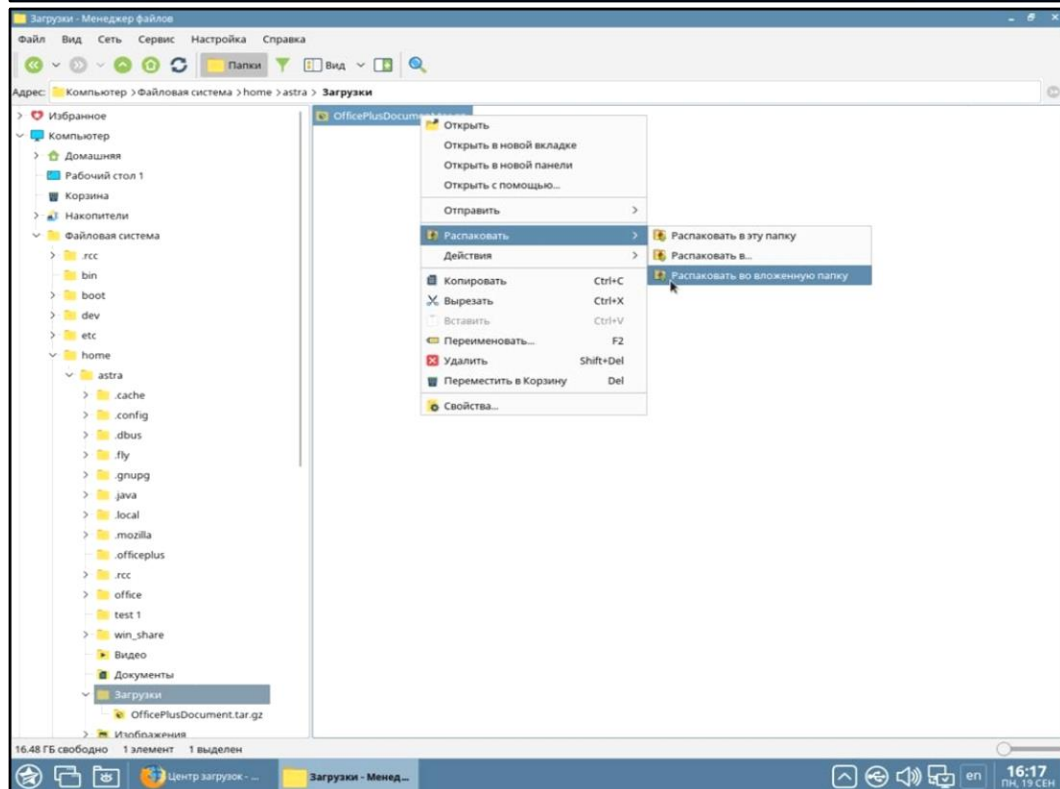 Загрузки - Менеджер файлов
Файл Вид Сеть Сервис Настройка Справка
Папки Вид
Адрес: Компьютер > Файловая система > home > astra > Загрузки
Избранное
Компьютер
Домашняя
Рабочий стол 1
Корзина
Накопители
Файловая система
.rcc
bin
boot
dev
etc
home
astra
.cache
.config
.dbus
.fly
.gnupg
.java
.local
.mozilla
.officeplus
.rcc
office
test 1
win_share
Видео
Документы
Загрузки
OfficePlusDocument.tar.gz
Изображения
OfficePlusDocument.tar.gz
Открыть
Открыть в новой вкладке
Открыть в новой панели
Открыть с помощью...
Отправить
Распаковать
Действия
Копировать Ctrl+C
Вырезать Ctrl+X
Вставить Ctrl+V
Переименовать... F2
Удалить Shift+Del
Переместить в Корзину Del
Свойства...
Распаковать в эту папку
Распаковать в...
Распаковать во вложенную папку
16.48 ГБ свободно 1 элемент 1 выделен
Центр загрузок - ... Загрузки - Менед... en 16:17
ПН, 19 СЕН